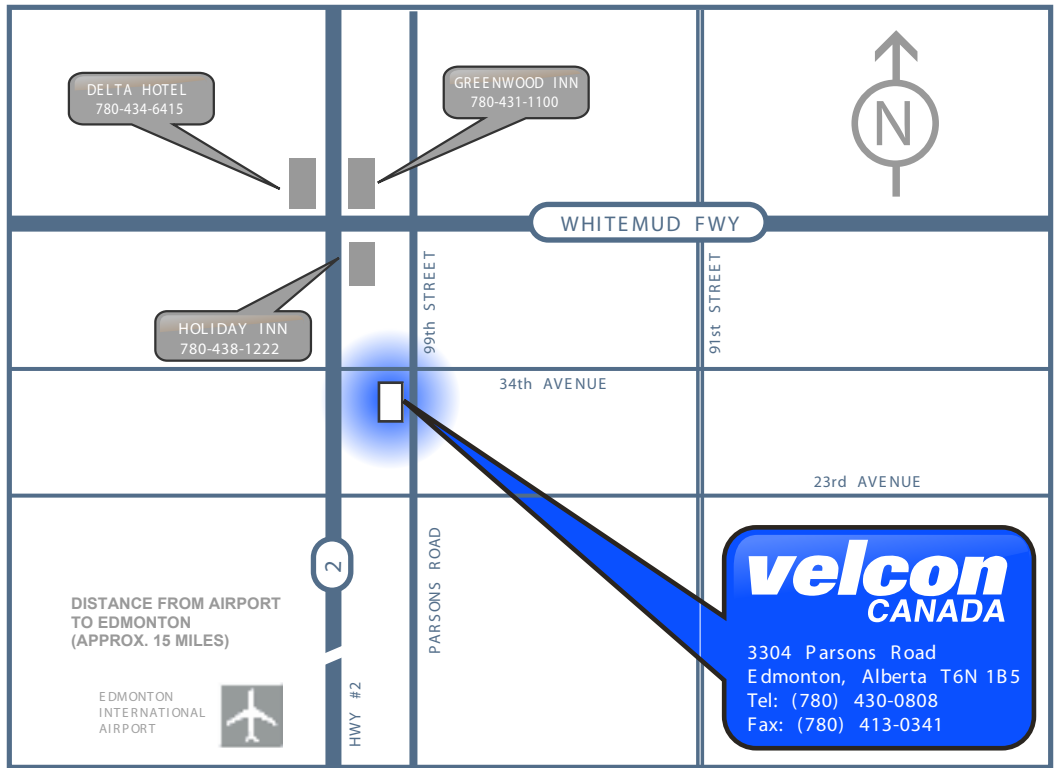 DELTA HOTEL
780-434-6415
GREENWOOD INN
780-431-1100
N
WHITEMUD FWY
99th STREET
91st STREET
HOLIDAY INN
780-438-1222
34th AVENUE
23rd AVENUE
2
PARSONS ROAD
velcon
CANADA
3304 Parsons Road
Edmonton, Alberta T6N 1B5
Tel: (780) 430-0808
Fax: (780) 413-0341
DISTANCE FROM AIRPORT
TO EDMONTON
(APPROX. 15 MILES)
EDMONTON
INTERNATIONAL
AIRPORT
HWY #2